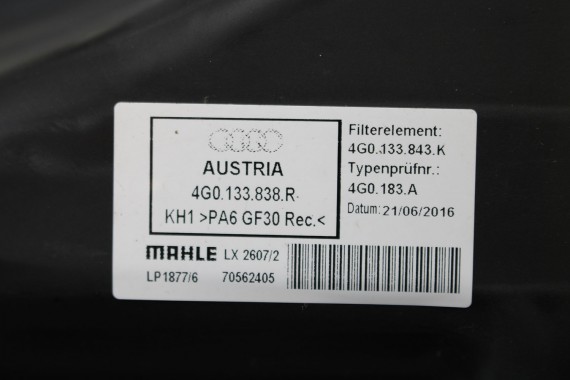 AUSTRIA
4G0.133.838.R
KH1 >PA6 GF30 Rec.<
Filterelement:
4G0.133.843.K
Typenprüfnr.:
4G0.183.A
Datum: 21/06/2016
MAHLE LX 2607/2
LP1877/6 70562405